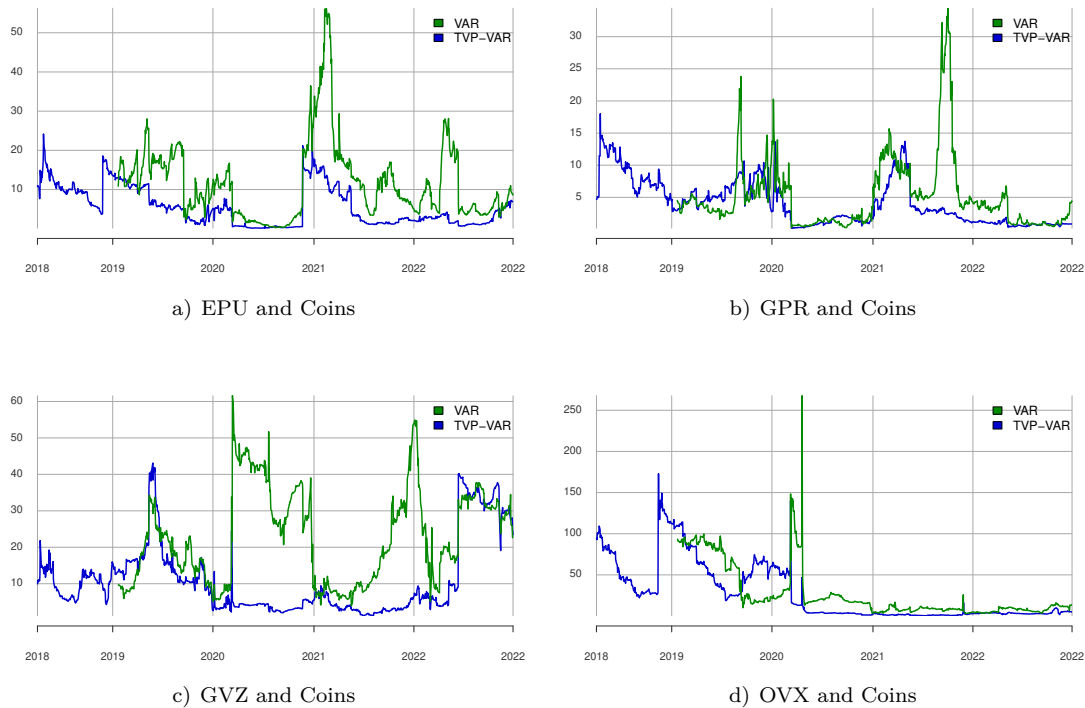 VAR
TVP−VAR
50
40
30
20
10
2018 2019 2020 2021 2022 2022
a) EPU and Coins
VAR
TVP−VAR
30
25
20
15
10
5
2018 2019 2020 2021 2022 2022
b) GPR and Coins
VAR
TVP−VAR
60
50
40
30
20
10
2018 2019 2020 2021 2022 2022
c) GVZ and Coins
VAR
TVP−VAR
250
200
150
100
50
2018 2019 2020 2021 2022 2022
d) OVX and Coins